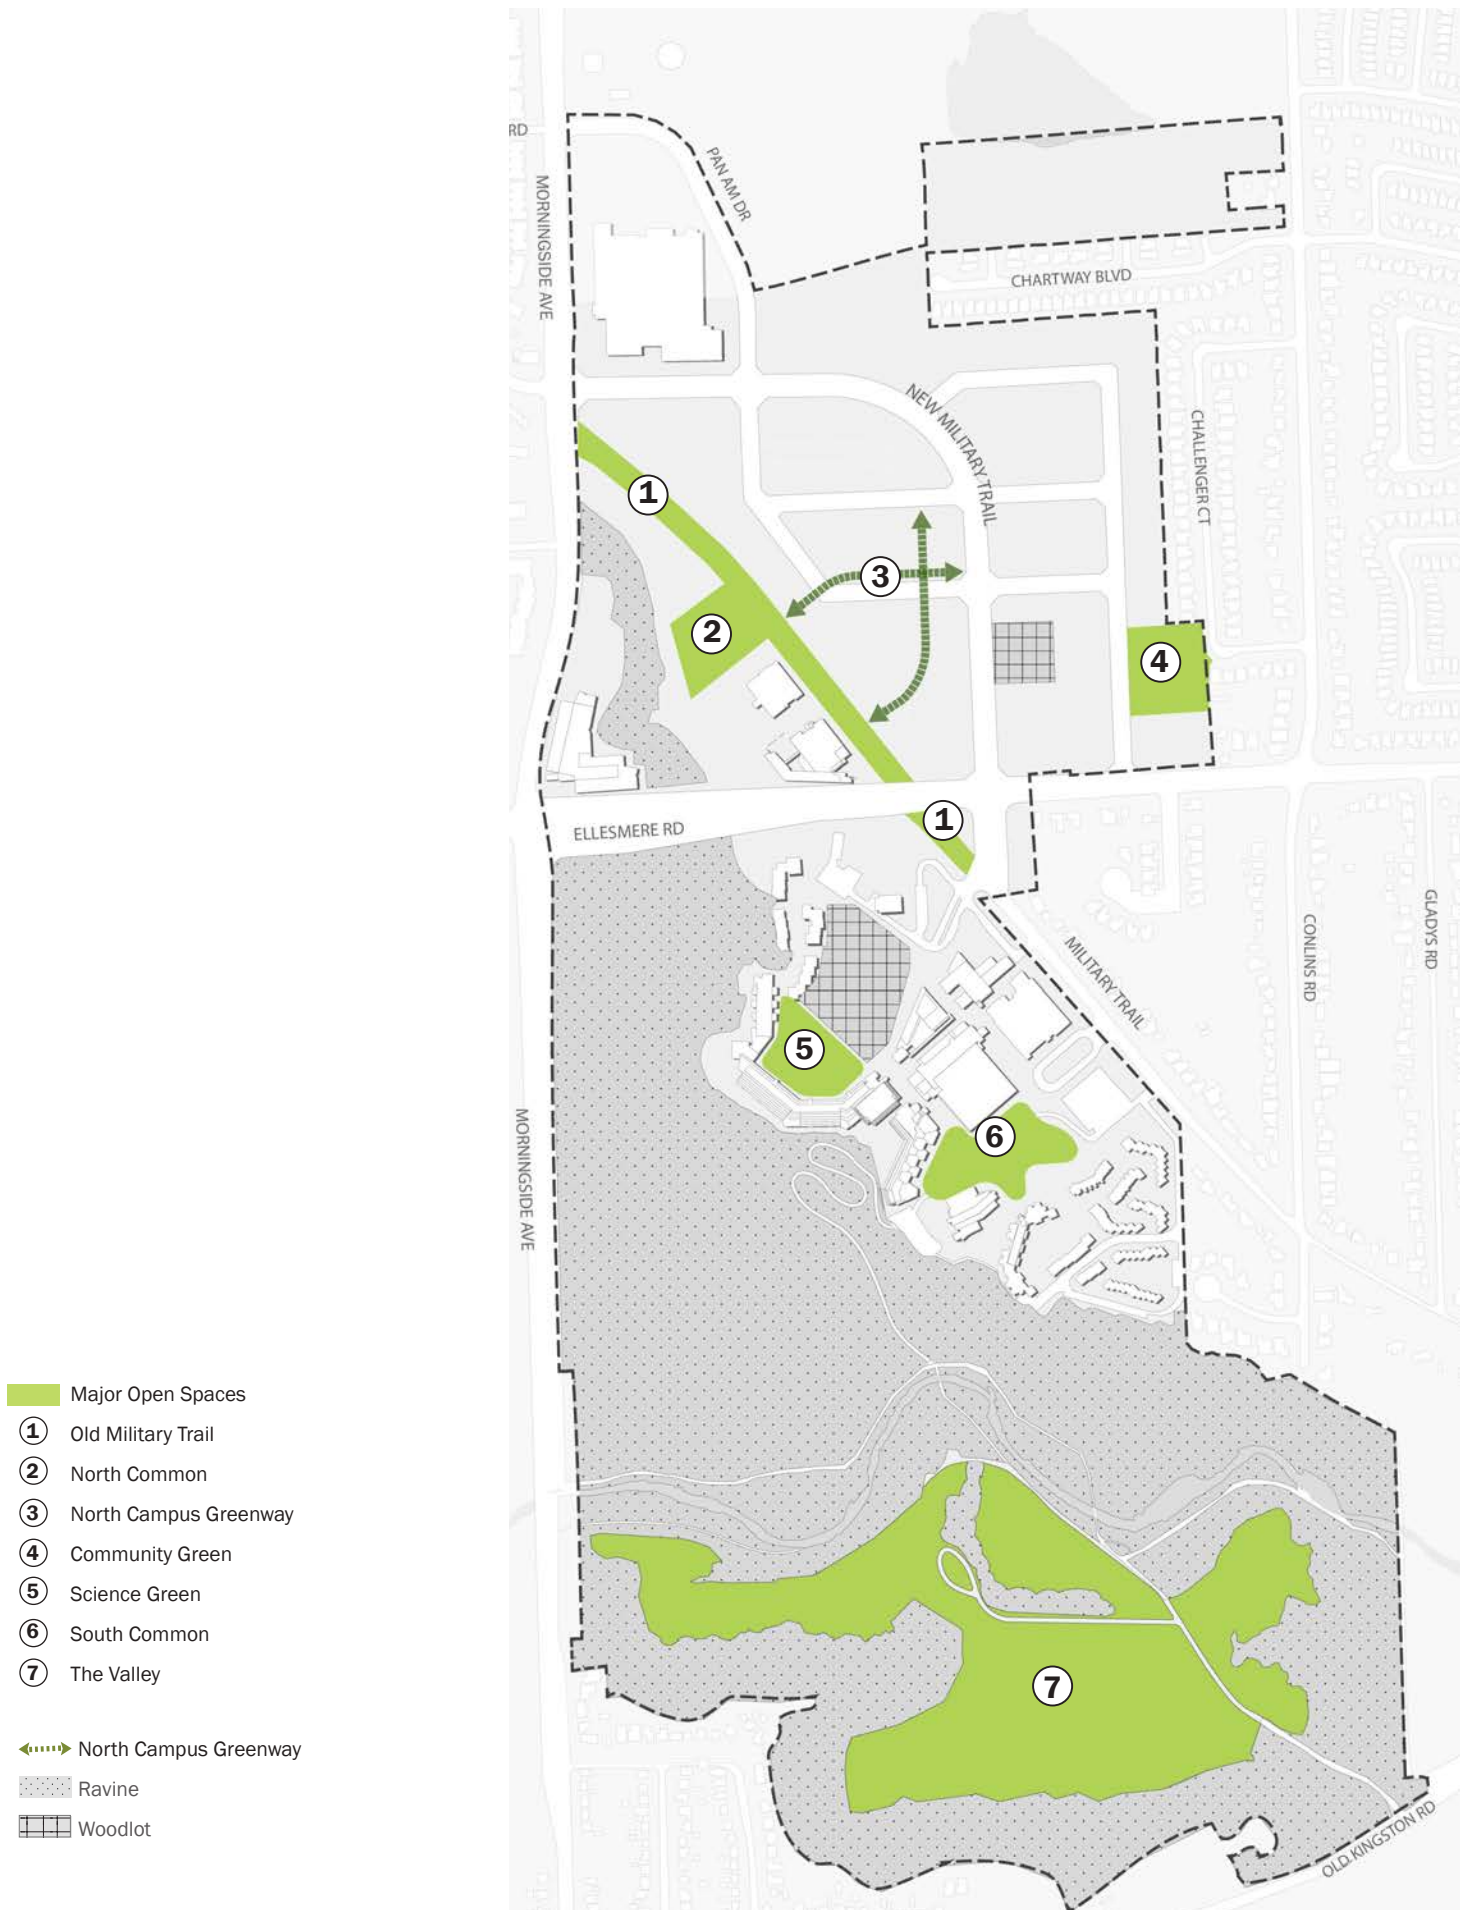 RD
PAN AM DR
MORNINGSIDE AVE
CHARTWAY BLVD
NEW MILITARY TRAIL
CHALLENGER CT
1
3
2
4
1
ELLESMERE RD
GLADYS RD
CONLINS RD
MILITARY TRAIL
5
6
MORNINGSIDE AVE
7
OLD KINGSTON RD
Major Open Spaces
1 Old Military Trail
2 North Common
3 North Campus Greenway
4 Community Green
5 Science Green
6 South Common
7 The Valley
North Campus Greenway
Ravine
Woodlot